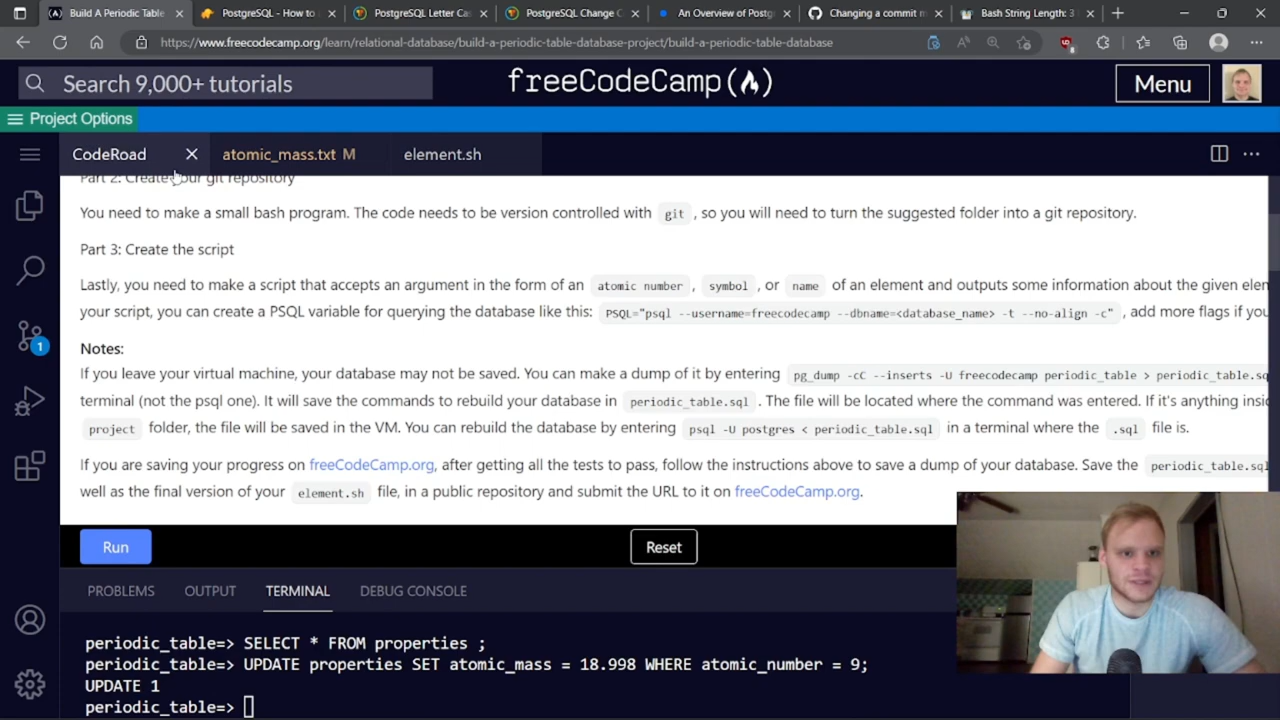 Build A Periodic Table
PostgreSQL - How to
PostgreSQL Letter Cas
PostgreSQL Change C
An Overview of Postg
Changing a commit m
Bash String Length: 3
https://www.freecodecamp.org/learn/relational-database/build-a-periodic-table-database-project/build-a-periodic-table-database
Search 9,000+ tutorials
freeCodeCamp
Menu
Project Options
CodeRoad
atomic_mass.txt M
element.sh
Part 2: Create your git repository
You need to make a small bash program. The code needs to be version controlled with git, so you will need to turn the suggested folder into a git repository.
Part 3: Create the script
Lastly, you need to make a script that accepts an argument in the form of an atomic number, symbol, or name of an element and outputs some information about the given elem
your script, you can create a PSQL variable for querying the database like this: PSQL="psql --username=freecodecamp --dbname=<database_name> -t --no-align -c", add more flags if you
Notes:
If you leave your virtual machine, your database may not be saved. You can make a dump of it by entering pg_dump -cC --inserts -U freecodecamp periodic_table > periodic_table.sq
terminal (not the psql one). It will save the commands to rebuild your database in periodic_table.sql. The file will be located where the command was entered. If it's anything insid
project folder, the file will be saved in the VM. You can rebuild the database by entering psql -U postgres < periodic_table.sql in a terminal where the .sql file is.
If you are saving your progress on freeCodeCamp.org, after getting all the tests to pass, follow the instructions above to save a dump of your database. Save the periodic_table.sql
well as the final version of your element.sh file, in a public repository and submit the URL to it on freeCodeCamp.org.
1
Run
Reset
PROBLEMS
OUTPUT
TERMINAL
DEBUG CONSOLE
periodic_table=> SELECT * FROM properties ;
periodic_table=> UPDATE properties SET atomic_mass = 18.998 WHERE atomic_number = 9;
UPDATE 1
periodic_table=>